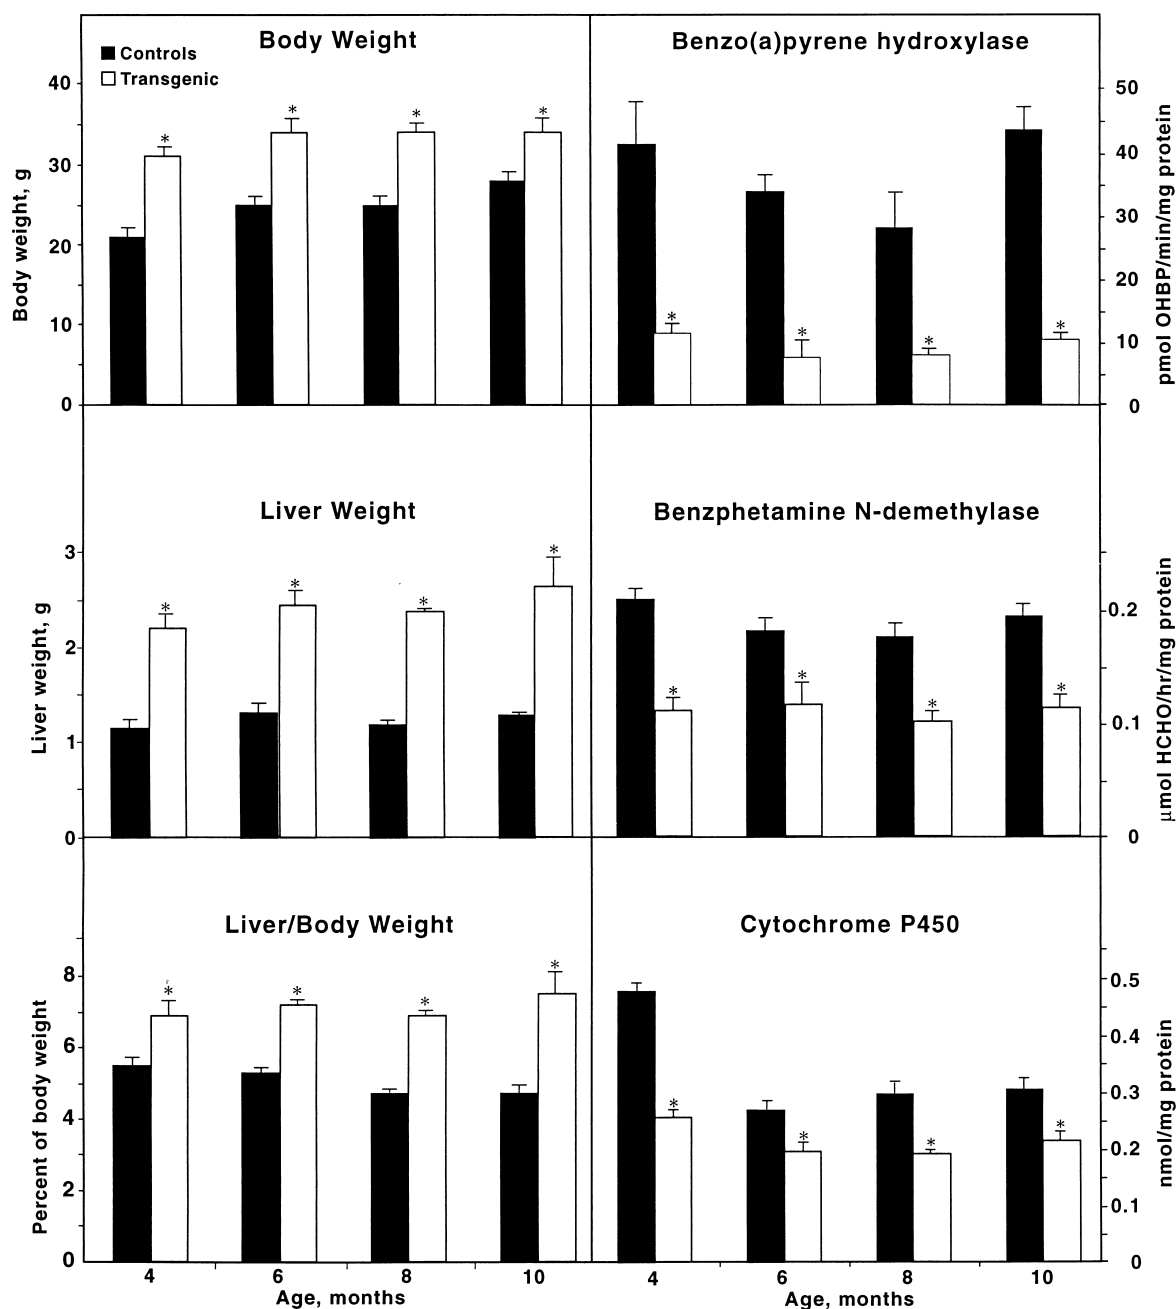 Body Weight
Controls
Transgenic
Body weight, g
40
30
20
10
0
* * * *
Benzo(a)pyrene hydroxylase
pmol OHBP/min/mg protein
50
40
30
20
10
0
* * * *
Liver Weight
Liver weight, g
3
2
1
0
* * * *
Benzphetamine N-demethylase
μmol HCHO/hr/mg protein
0.2
0.1
0
* * * *
Liver/Body Weight
Percent of body weight
8
6
4
2
0
* * * *
4 6 8 10
Age, months
Cytochrome P450
nmol/mg protein
0.5
0.4
0.3
0.2
0.1
0
* * * *
4 6 8 10
Age, months